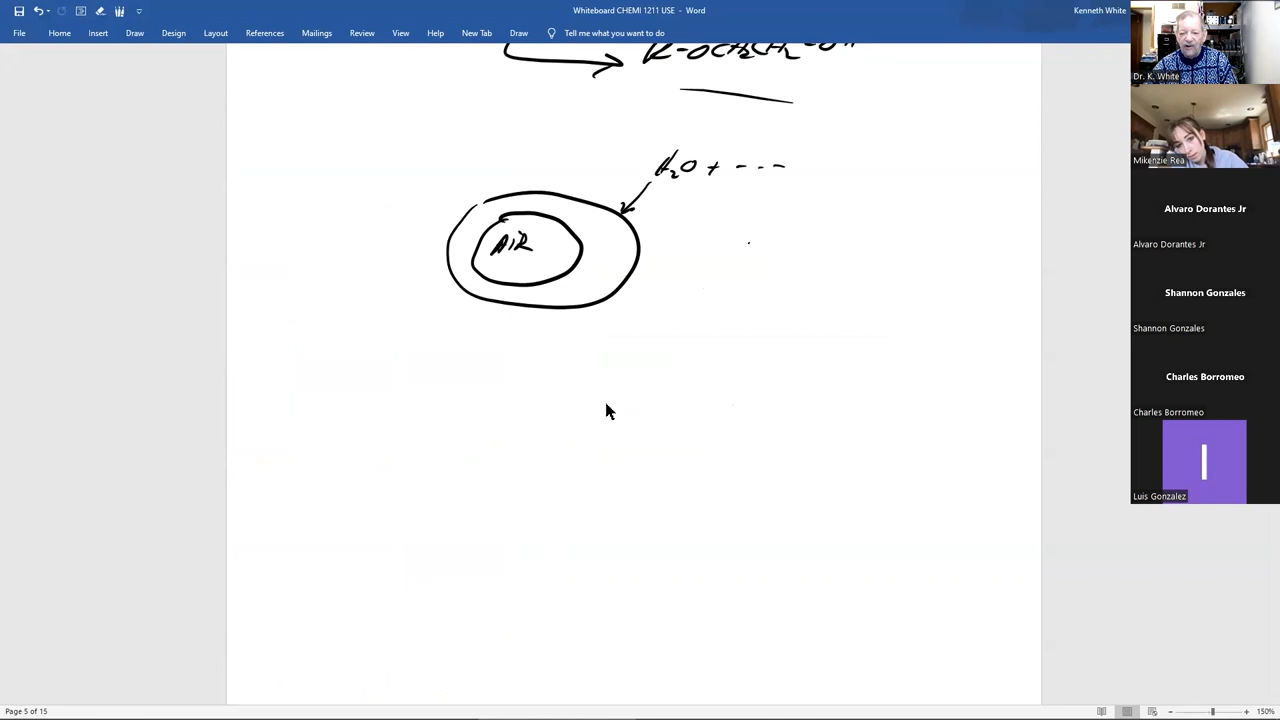 Whiteboard CHEMI 1211 USE - Word
Kenneth White
File Home Insert Draw Design Layout References Mailings Review View Help New Tab Draw Tell me what you want to do
R-OCH₂CH₂-OH
H₂O + ---
AIR
Dr. K. White
Mikenzie Rea
Alvaro Dorantes Jr
Alvaro Dorantes Jr
Shannon Gonzales
Shannon Gonzales
Charles Borromeo
Charles Borromeo
I
Luis Gonzalez
Page 5 of 15
150%